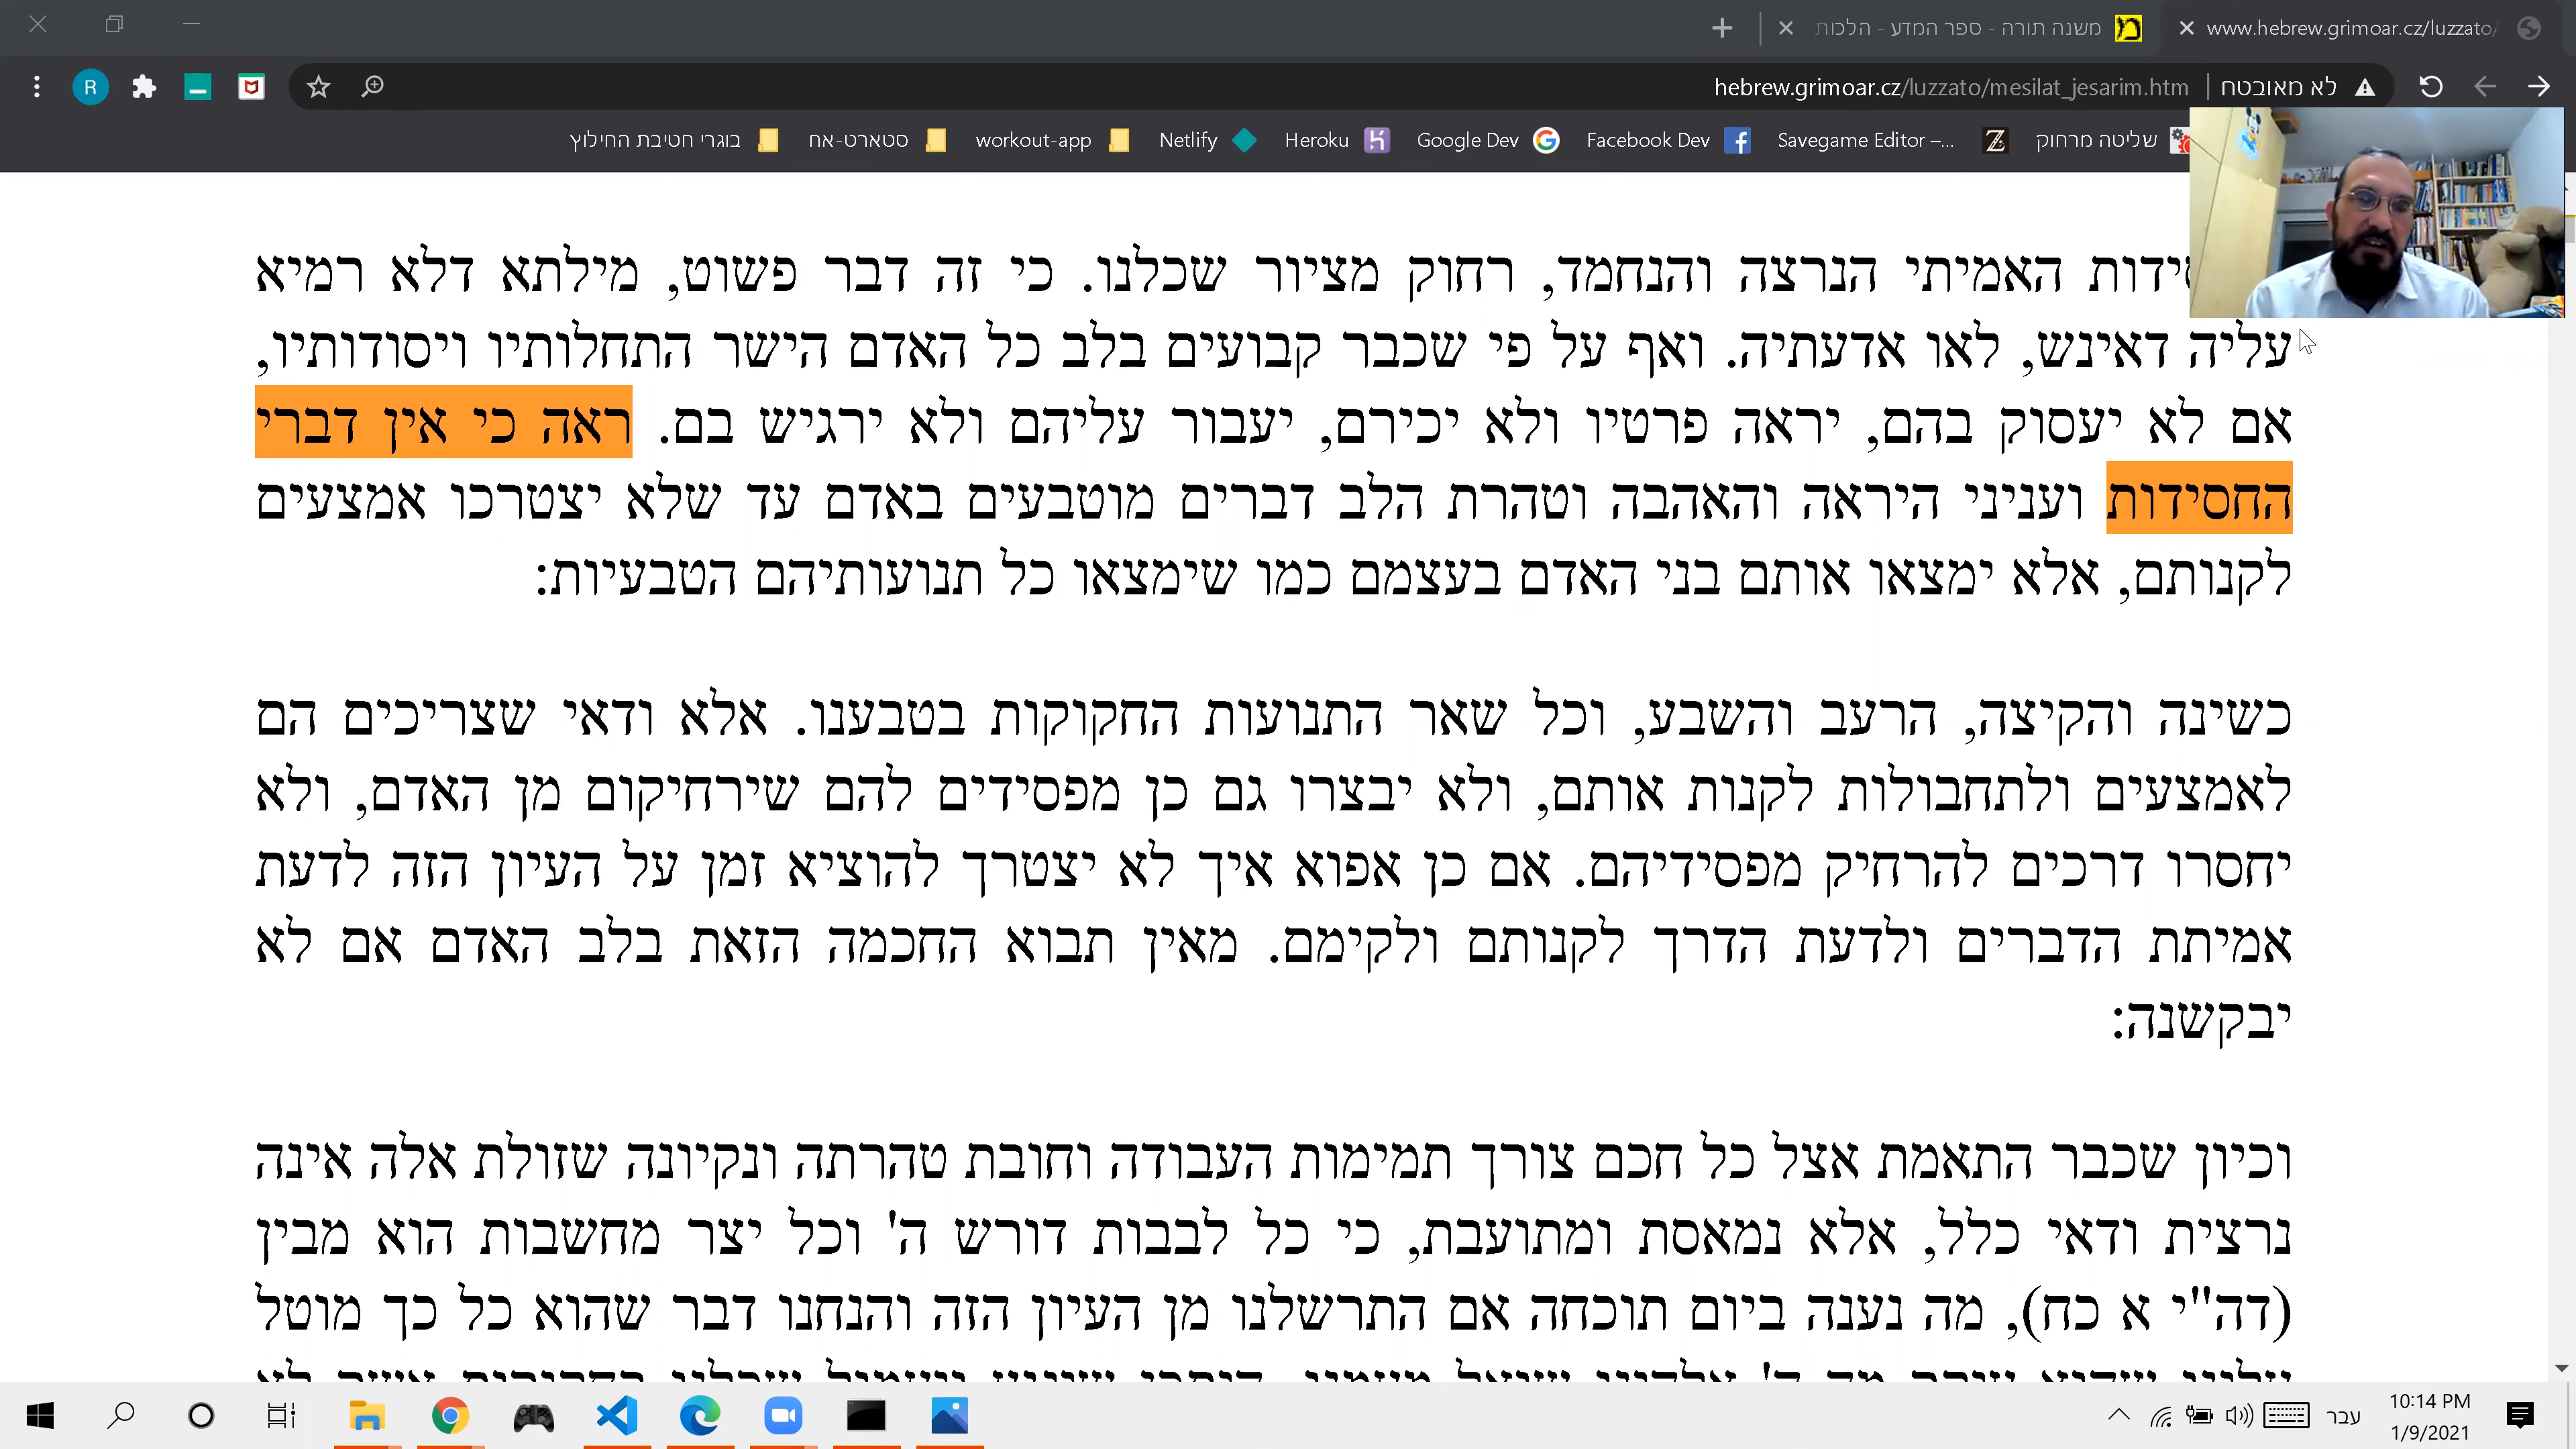 www.hebrew.grimoar.cz/luzzato/
משנה תורה - ספר המדע - הלכות
לא מאובטח
hebrew.grimoar.cz/luzzato/mesilat_jesarim.htm
R
שליטה מרחוק
Savegame Editor –...
Facebook Dev
Google Dev
Heroku
Netlify
workout-app
סטארט-אח
בוגרי חטיבת החילוץ
האמיתי הנרצה והנחמד, רחוק מציור שכלנו. כי זה דבר פשוט, מילתא דלא רמיא
עליה דאינש, לאו אדעתיה. ואף על פי שכבר קבועים בלב כל האדם הישר התחלותיו ויסודותיו,
אם לא יעסוק בהם, יראה פרטיו ולא יכירם, יעבור עליהם ולא ירגיש בם. ראה כי אין דברי
החסידות ועניני היראה והאהבה וטהרת הלב דברים מוטבעים באדם עד שלא יצטרכו אמצעים
לקנותם, אלא ימצאו אותם בני האדם בעצמם כמו שימצאו כל תנועותיהם הטבעיות:
כשינה והקיצה, הרעב והשבע, וכל שאר התנועות החקוקות בטבענו. אלא ודאי שצריכים הם
לאמצעים ולתחבולות לקנות אותם, ולא יבצרו גם כן מפסידים להם שירחיקום מן האדם, ולא
יחסרו דרכים להרחיק מפסידיהם. אם כן אפוא איך לא יצטרך להוציא זמן על העיון הזה לדעת
אמיתת הדברים ולדעת הדרך לקנותם ולקימם. מאין תבוא החכמה הזאת בלב האדם אם לא
יבקשנה:
וכיון שכבר התאמת אצל כל חכם צורך תמימות העבודה וחובת טהרתה ונקיונה שזולת אלה אינה
נרצית ודאי כלל, אלא נמאסת ומתועבת, כי כל לבבות דורש ה' וכל יצר מחשבות הוא מבין
(דה"י א כח), מה נענה ביום תוכחה אם התרשלנו מן העיון הזה והנחנו דבר שהוא כל כך מוטל
עבר
10:14 PM
1/9/2021